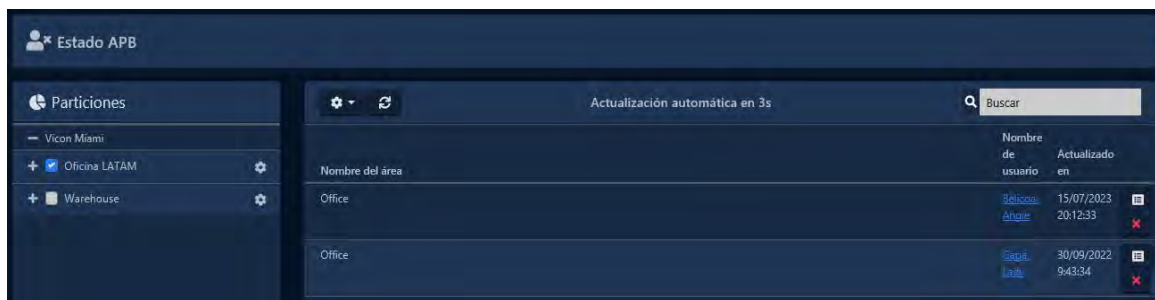 Estado APB
Particiones
Vicon Miami
Oficina LATAM
Warehouse
Actualización automática en 3s
Buscar
Nombre del área
Nombre
de
usuario
Actualizado
en
Office
Angie
15/07/2023
20:12:33
Office
30/09/2022
9:43:34